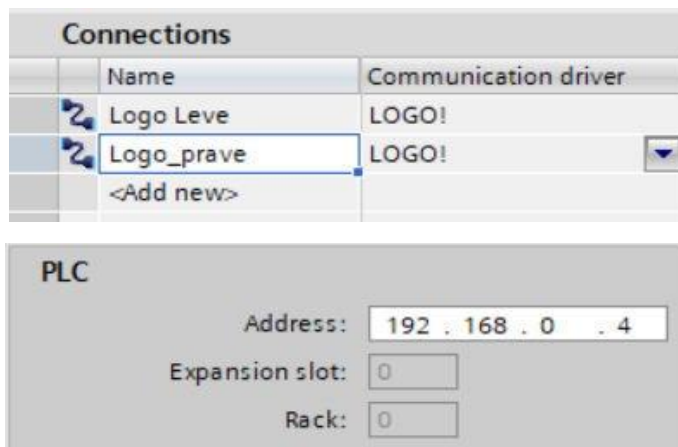 Connections
Name Communication driver
Logo Leve LOGO!
Logo_prave LOGO!
<Add new>
PLC
Address: 192 . 168 . 0 . 4
Expansion slot: 0
Rack: 0